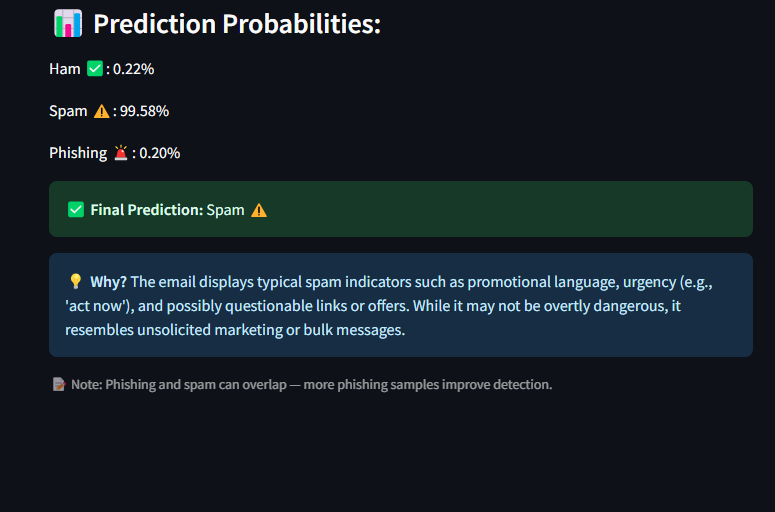 📊 Prediction Probabilities:
Ham ✅ : 0.22%
Spam ⚠️ : 99.58%
Phishing 🚨 : 0.20%
✅ Final Prediction: Spam ⚠️
💡 Why? The email displays typical spam indicators such as promotional language, urgency (e.g.,
'act now'), and possibly questionable links or offers. While it may not be overtly dangerous, it
resembles unsolicited marketing or bulk messages.
📝 Note: Phishing and spam can overlap — more phishing samples improve detection.